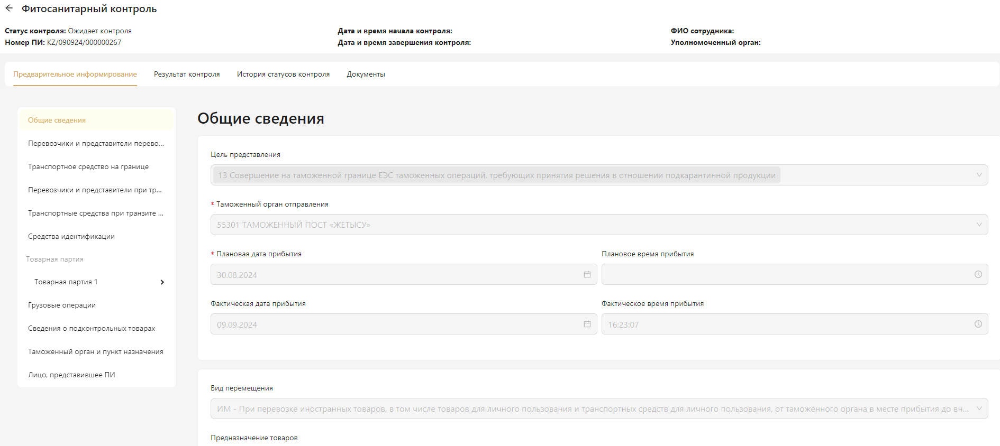 Фитосанитарный контроль
Статус контроля: Ожидает контроля
Номер ПИ: KZ/090924/000000267
Дата и время начала контроля:
Дата и время завершения контроля:
ФИО сотрудника:
Уполномоченный орган:
Предварительное информирование
Результат контроля
История статусов контроля
Документы
Общие сведения
Перевозчики и представители перево...
Транспортное средство на границе
Перевозчики и представители при тр...
Транспортные средства при транзите ...
Средства идентификации
Товарная партия
Товарная партия 1
Грузовые операции
Сведения о подконтрольных товарах
Таможенный орган и пункт назначения
Лицо, представившее ПИ
Общие сведения
Цель представления
13 Совершение на таможенной границе ЕЭС таможенных операций, требующих принятия решения в отношении подкарантинной продукции
* Таможенный орган отправления
55301 ТАМОЖЕННЫЙ ПОСТ «ЖЕТЫСУ»
* Плановая дата прибытия
30.08.2024
Плановое время прибытия
Фактическая дата прибытия
09.09.2024
Фактическое время прибытия
16:23:07
Вид перемещения
ИМ - При перевозке иностранных товаров, в том числе товаров для личного пользования и транспортных средств для личного пользования, от таможенного органа в месте прибытия до вн...
Предназначение товаров